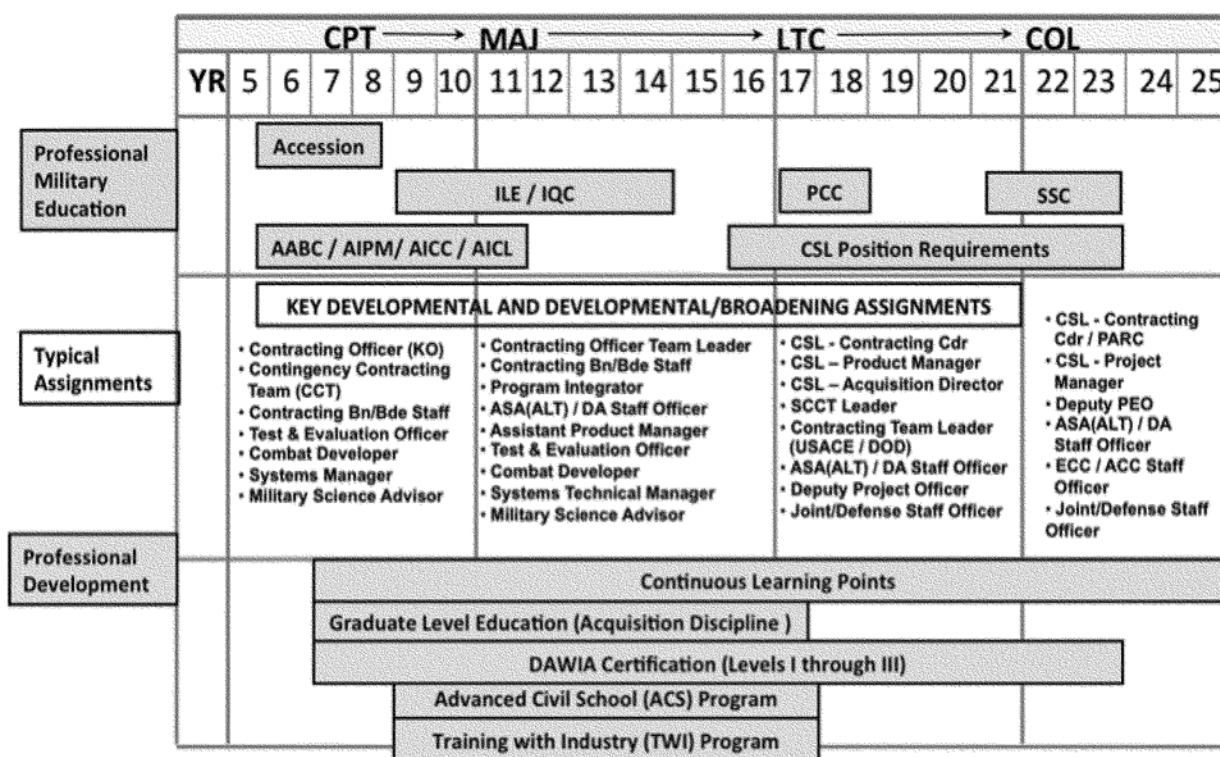 CPT MAJ LTC COL
YR 5 6 7 8 9 10 11 12 13 14 15 16 17 18 19 20 21 22 23 24 25
Professional
Military
Education
Accession
ILE / IQC
PCC
SSC
AABC / AIPM/ AICC / AICL
CSL Position Requirements
Typical
Assignments
KEY DEVELOPMENTAL AND DEVELOPMENTAL/BROADENING ASSIGNMENTS
• Contracting Officer (KO)
• Contingency Contracting
Team (CCT)
• Contracting Bn/Bde Staff
• Test & Evaluation Officer
• Combat Developer
• Systems Manager
• Military Science Advisor
• Contracting Officer Team Leader
• Contracting Bn/Bde Staff
• Program Integrator
• ASA(ALT) / DA Staff Officer
• Assistant Product Manager
• Test & Evaluation Officer
• Combat Developer
• Systems Technical Manager
• Military Science Advisor
• CSL - Contracting Cdr
• CSL – Product Manager
• CSL – Acquisition Director
• SCCT Leader
• Contracting Team Leader
(USACE / DOD)
• ASA(ALT) / DA Staff Officer
• Deputy Project Officer
• Joint/Defense Staff Officer
• CSL - Contracting
Cdr / PARC
• CSL - Project
Manager
• Deputy PEO
• ASA(ALT) / DA
Staff Officer
• ECC / ACC Staff
Officer
• Joint/Defense Staff
Officer
Professional
Development
Continuous Learning Points
Graduate Level Education (Acquisition Discipline )
DAWIA Certification (Levels I through III)
Advanced Civil School (ACS) Program
Training with Industry (TWI) Program